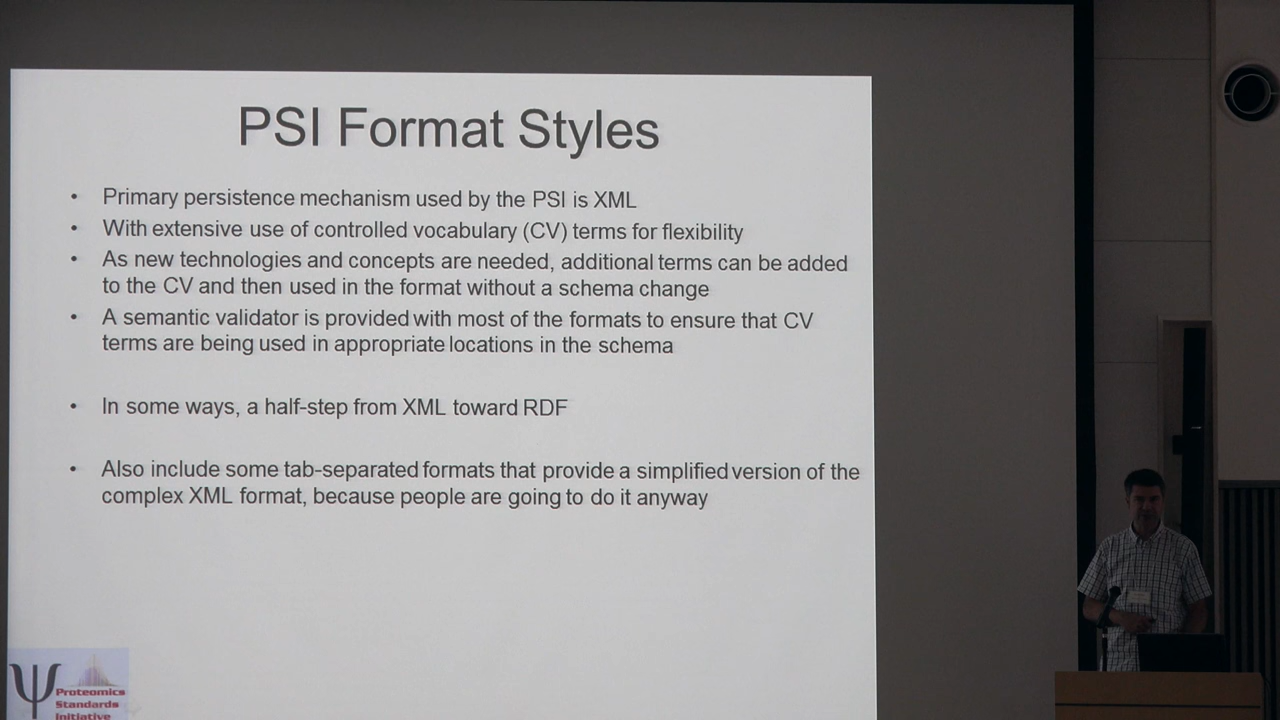 PSI Format Styles
• Primary persistence mechanism used by the PSI is XML
• With extensive use of controlled vocabulary (CV) terms for flexibility
• As new technologies and concepts are needed, additional terms can be added
to the CV and then used in the format without a schema change
• A semantic validator is provided with most of the formats to ensure that CV
terms are being used in appropriate locations in the schema
• In some ways, a half-step from XML toward RDF
• Also include some tab-separated formats that provide a simplified version of the
complex XML format, because people are going to do it anyway
Ψ
Proteomics
Standards
Initiative